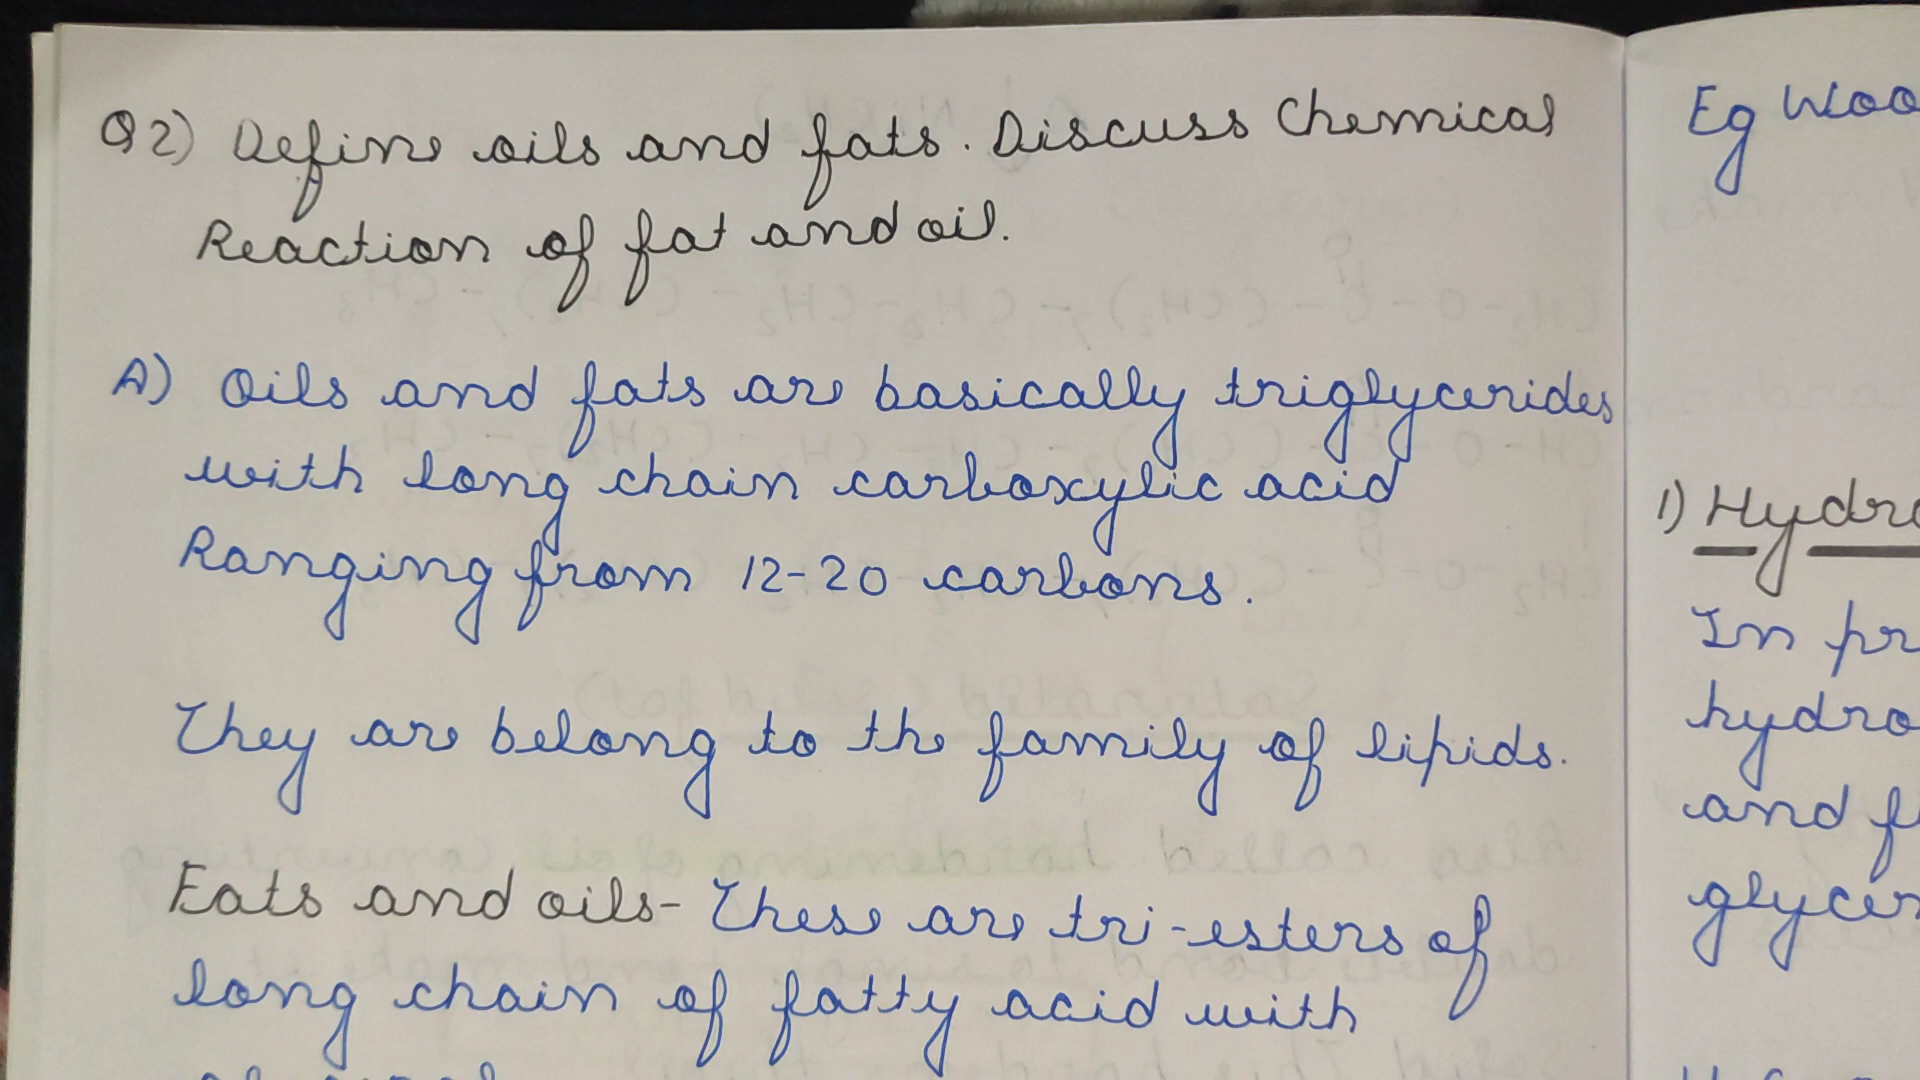 Q2) Define oils and fats. Discuss Chemical
Reaction of fat and oil.
A) Oils and fats are basically triglycerides
with long chain carboxylic acid
Ranging from 12-20 carbons.
They are belong to the family of lipids.
Fats and oils- These are tri-esters of
long chain of fatty acid with
Eg Woo
1) Hydro
In pr
hydro
and f
glycer